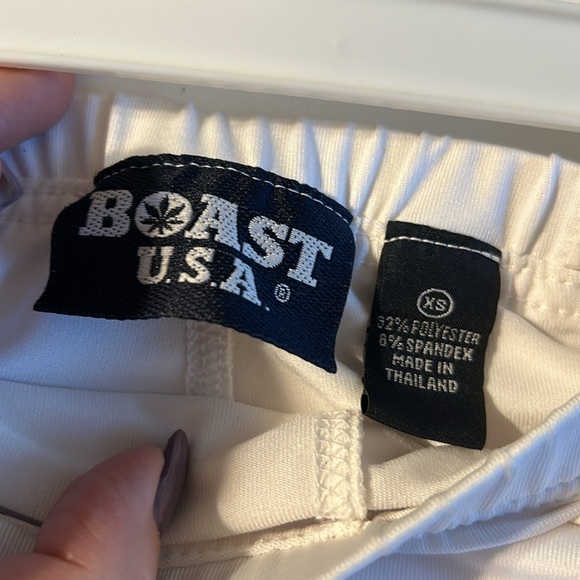 BOAST
U.S.A.®
XS
92% POLYESTER
8% SPANDEX
MADE IN
THAILAND